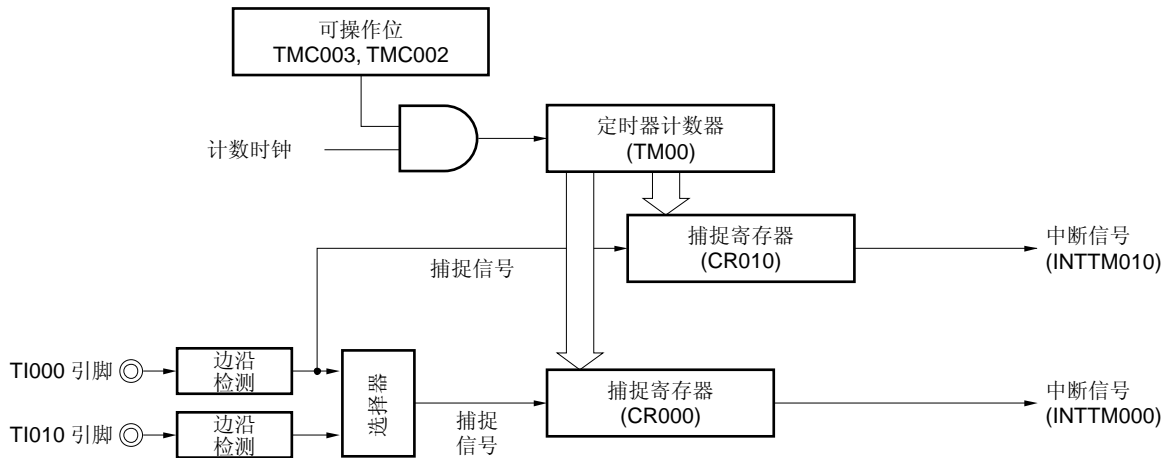 可操作位
TMC003, TMC002
计数时钟
定时器计数器
(TM00)
捕捉寄存器
(CR010)
中断信号
(INTTM010)
捕捉信号
TI000 引脚
边沿
检测
选择器
捕捉寄存器
(CR000)
中断信号
(INTTM000)
TI010 引脚
边沿
检测
捕捉
信号